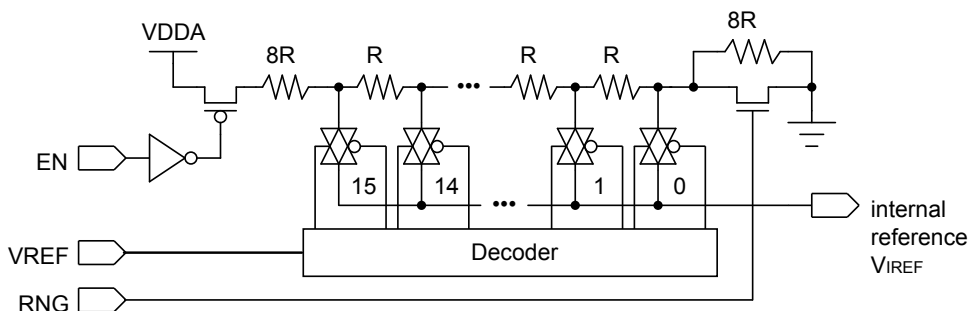 8R
VDDA
8R
R
R
R
•••
EN
15
14
1
0
•••
internal
reference
VIREF
VREF
Decoder
RNG